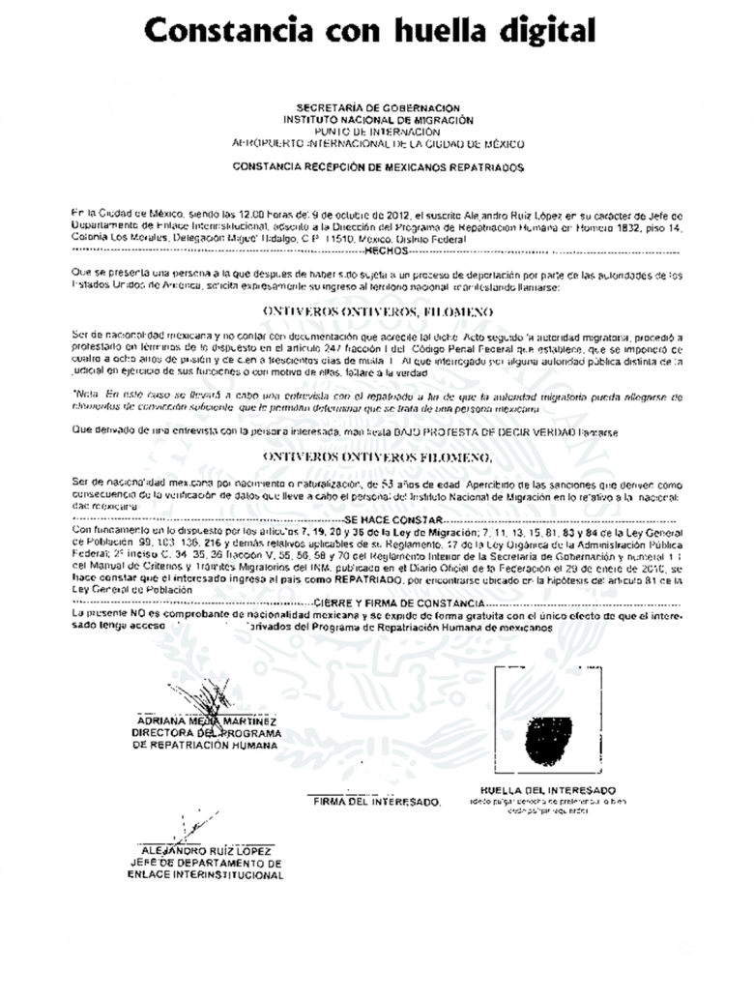 Constancia con huella digital
SECRETARÍA DE GOBERNACIÓN
INSTITUTO NACIONAL DE MIGRACIÓN
PUNTO DE INTERNACIÓN
AEROPUERTO INTERNACIONAL DE LA CIUDAD DE MÉXICO
CONSTANCIA RECEPCIÓN DE MEXICANOS REPATRIADOS
En la Ciudad de México, siendo las 12.00 horas del 9 de octubre de 2012, el suscrito Alejandro Ruiz López en su carácter de Jefe de
Departamento de Enlace Interinstitucional, adscrito a la Dirección del Programa de Repatriación Humana en Homero 1832, piso 14,
Colonia Los Morales, Delegación Miguel Hidalgo, C P 11510, México, Distrito Federal
HECHOS
Que se presenta una persona a la que después de haber sido sujeta a un proceso de deportación por parte de las autoridades de los
Estados Unidos de América, solicita expresamente su ingreso al territorio nacional manifestando llamarse:
ONTIVEROS ONTIVEROS, FILOMENO
Ser de nacionalidad mexicana y no contar con documentación que acredite tal dicho. Acto seguido la autoridad migratoria, procedió a
protestarlo en términos de lo dispuesto en el artículo 247 fracción I del Código Penal Federal que establece, que se impondrá de
cuatro a ocho años de prisión y de cien a trescientos días de multa I. Al que interrogado por alguna autoridad pública distinta de la
judicial en ejercicio de sus funciones o con motivo de ellas, faltare a la verdad
*Nota En este caso se llevará a cabo una entrevista con el repatriado a fin de que la autoridad migratoria pueda allegarse de
elementos de convicción suficiente que le permitan determinar que se trata de una persona mexicana
Que derivado de una entrevista con la persona interesada, manifiesta BAJO PROTESTA DE DECIR VERDAD llamarse
ONTIVEROS ONTIVEROS FILOMENO,
Ser de nacionalidad mexicana por nacimiento o naturalización, de 53 años de edad Apercibido de las sanciones que deriven como
consecuencia de la verificación de datos que lleve a cabo el personal del Instituto Nacional de Migración en lo relativo a la nacionali-
dad mexicana
SE HACE CONSTAR
Con fundamento en lo dispuesto por los artículos 7, 19, 20 y 36 de la Ley de Migración; 7, 11, 13, 15, 81, 83 y 84 de la Ley General
de Población 99, 103 136, 216 y demás relativos aplicables de su Reglamento, 17 de la Ley Orgánica de la Administración Pública
Federal; 2º inciso C, 34, 35, 36 fracción V, 55, 56, 58 y 70 del Reglamento Interior de la Secretaría de Gobernación y numeral 1
del Manual de Criterios y Trámites Migratorios del INM, publicado en el Diario Oficial de la Federación el 29 de enero de 2010, se
hace constar que el interesado ingresa al país como REPATRIADO, por encontrarse ubicado en la hipótesis del artículo 81 de la
Ley General de Población
CIERRE Y FIRMA DE CONSTANCIA
La presente NO es comprobante de nacionalidad mexicana y se expide de forma gratuita con el único efecto de que el intere-
sado tenga acceso privados del Programa de Repatriación Humana de mexicanos
ADRIANA MEJIA MARTINEZ
DIRECTORA DEL PROGRAMA
DE REPATRIACIÓN HUMANA
FIRMA DEL INTERESADO.
HUELLA DEL INTERESADO
(dedo pulgar derecho de preferencia o bien
dedo pulgar izquierdo)
ALEJANDRO RUÍZ LÓPEZ
JEFE DE DEPARTAMENTO DE
ENLACE INTERINSTITUCIONAL